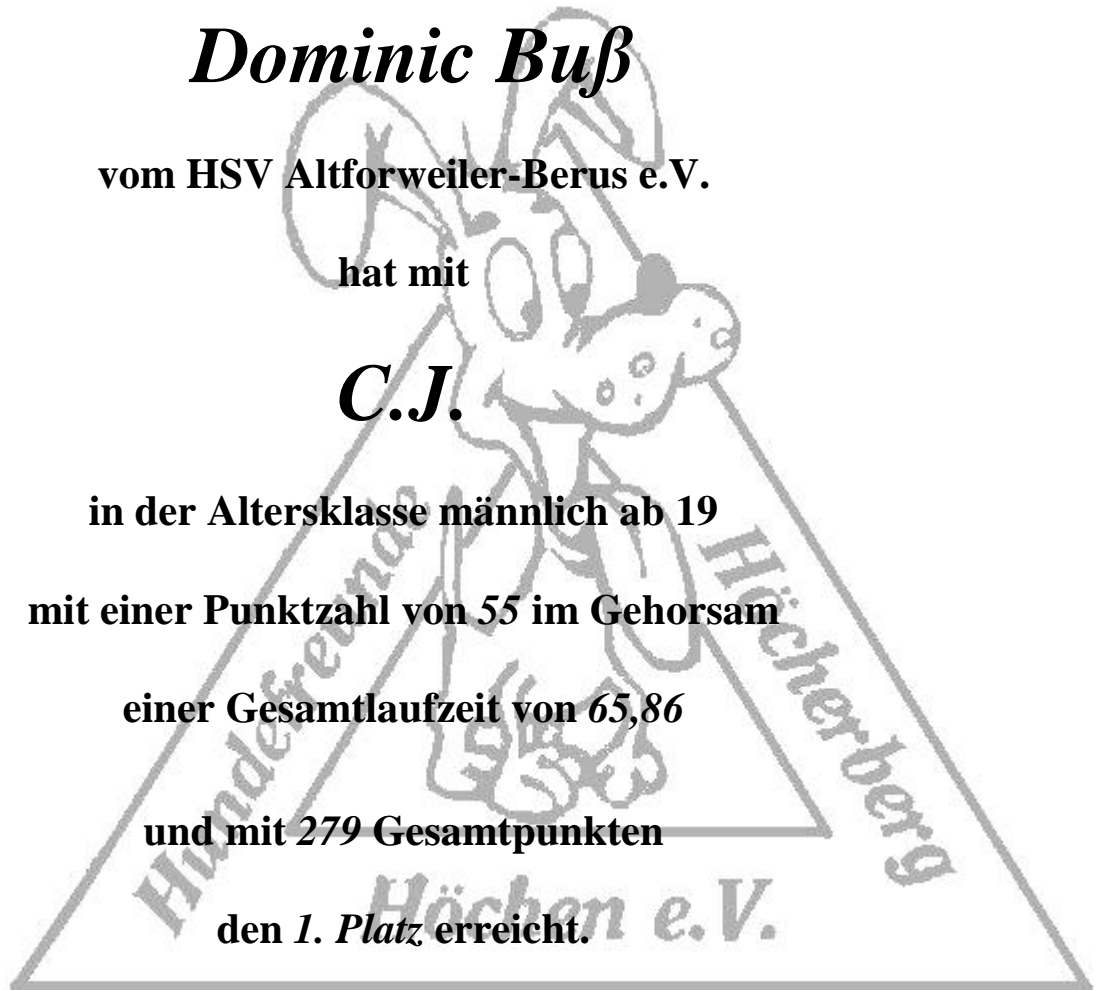 Dominic Buß
vom HSV Altforweiler-Berus e.V.
hat mit
C.J.
in der Altersklasse männlich ab 19
mit einer Punktzahl von 55 im Gehorsam
einer Gesamtlaufzeit von 65,86
und mit 279 Gesamtpunkten
den 1. Platz erreicht.
Hundefreunde
Höcherberg
Höchen e.V.